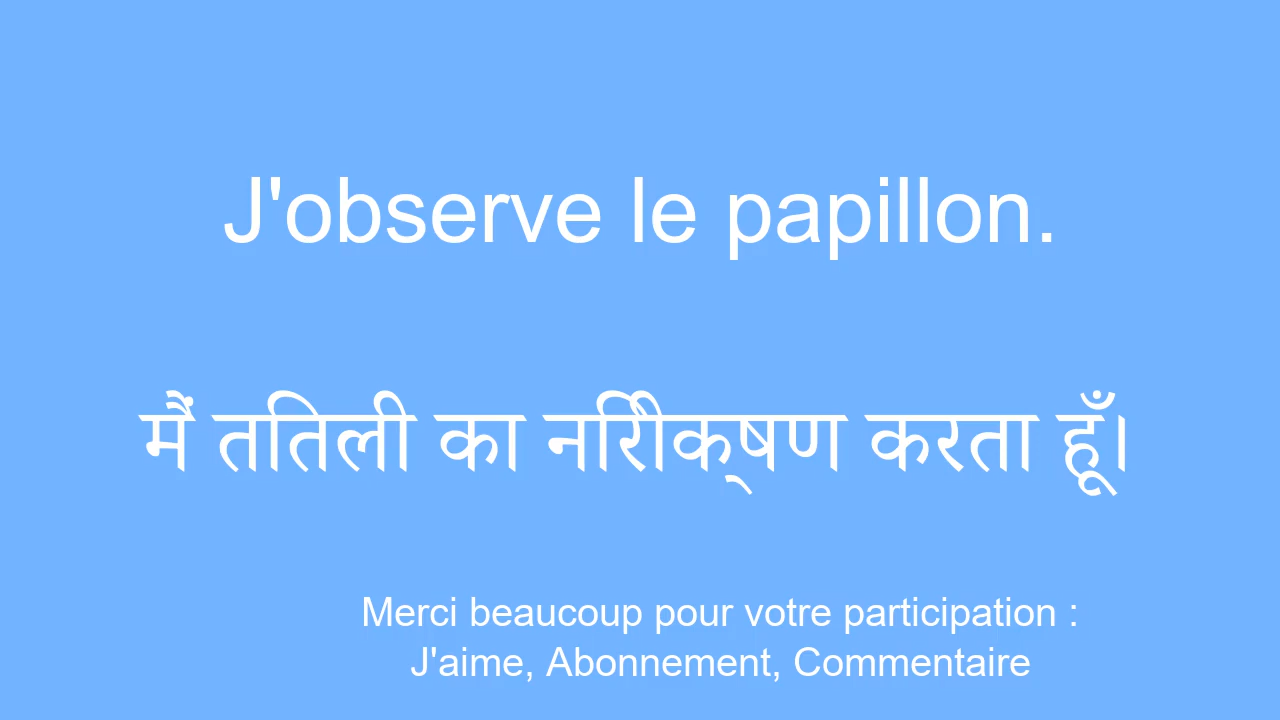 J'observe le papillon.
मैं तितली का निरीक्षण करता हूँ।
Merci beaucoup pour votre participation :
J'aime, Abonnement, Commentaire